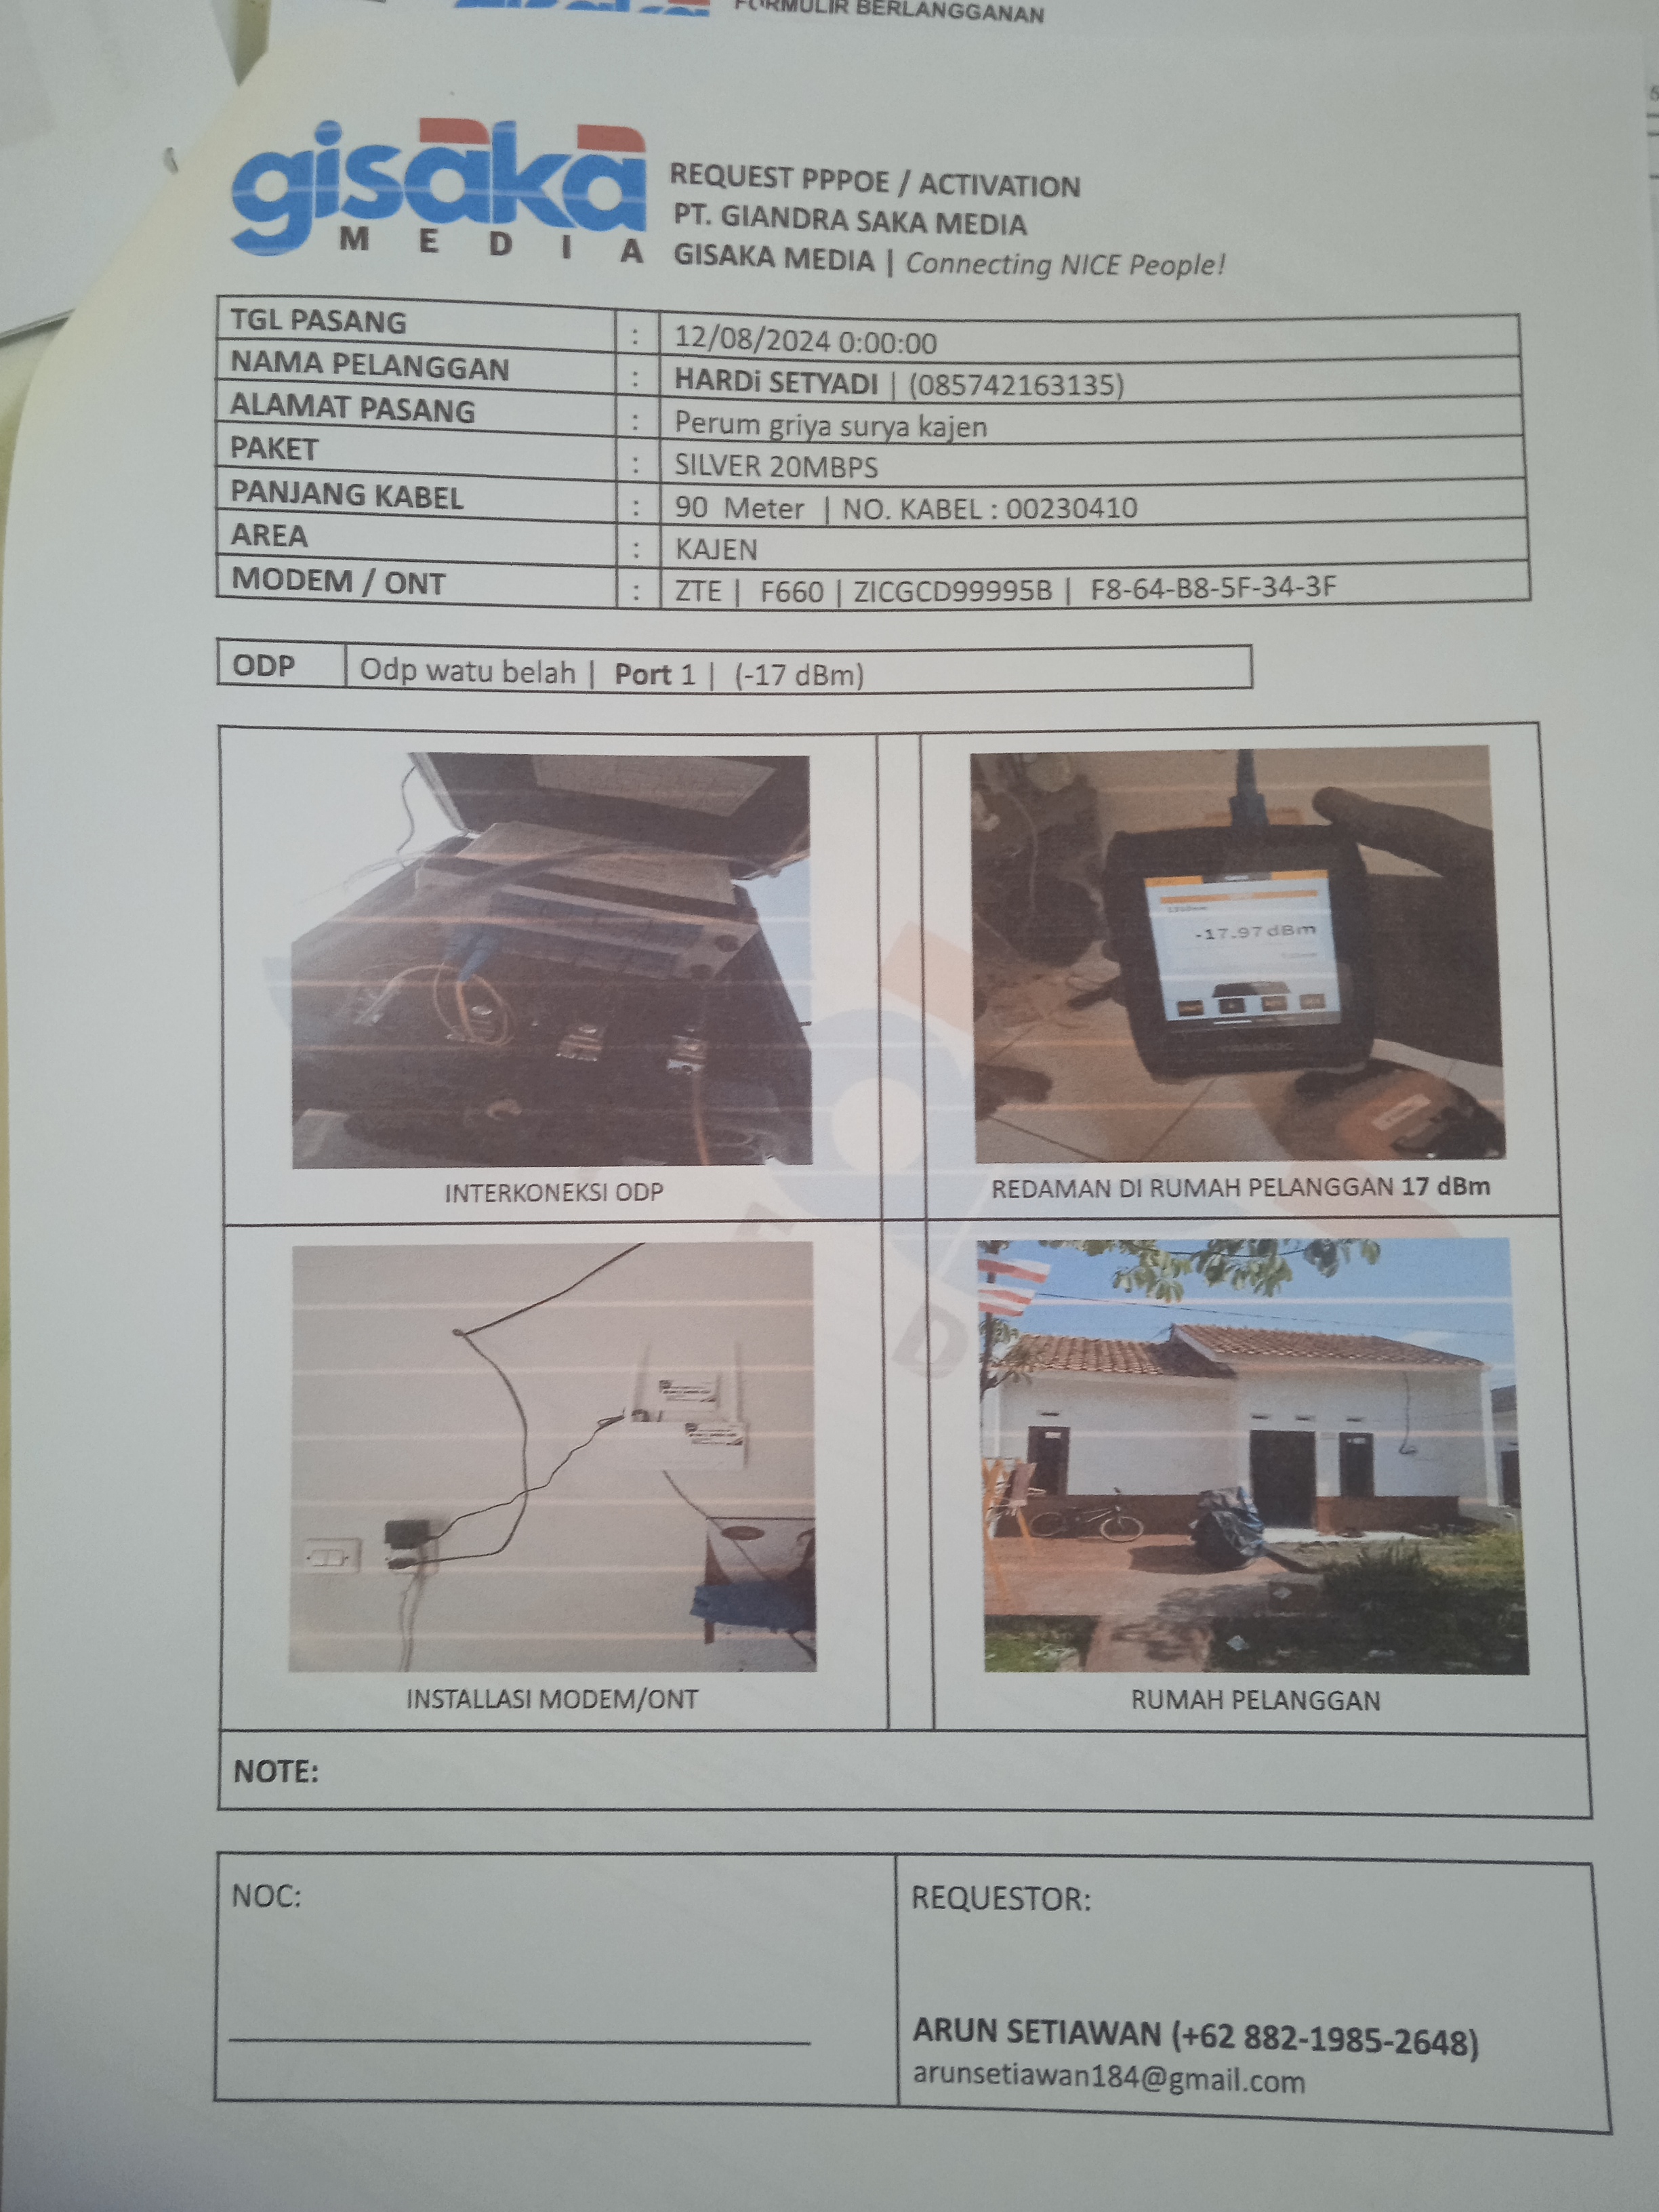 FORMULIR BERLANGGANAN
gisaka
MEDIA
REQUEST PPPOE / ACTIVATION
PT. GIANDRA SAKA MEDIA
GISAKA MEDIA | Connecting NICE People!
TGL PASANG : 12/08/2024 0:00:00
NAMA PELANGGAN : HARDi SETYADI | (085742163135)
ALAMAT PASANG : Perum griya surya kajen
PAKET : SILVER 20MBPS
PANJANG KABEL : 90 Meter | NO. KABEL : 00230410
AREA : KAJEN
MODEM / ONT : ZTE | F660 | ZICGCD99995B | F8-64-B8-5F-34-3F
ODP Odp watu belah | Port 1 | (-17 dBm)
-17.97 dBm
INTERKONEKSI ODP
REDAMAN DI RUMAH PELANGGAN 17 dBm
INSTALLASI MODEM/ONT
RUMAH PELANGGAN
NOTE:
NOC:
REQUESTOR:
ARUN SETIAWAN (+62 882-1985-2648)
arunsetiawan184@gmail.com